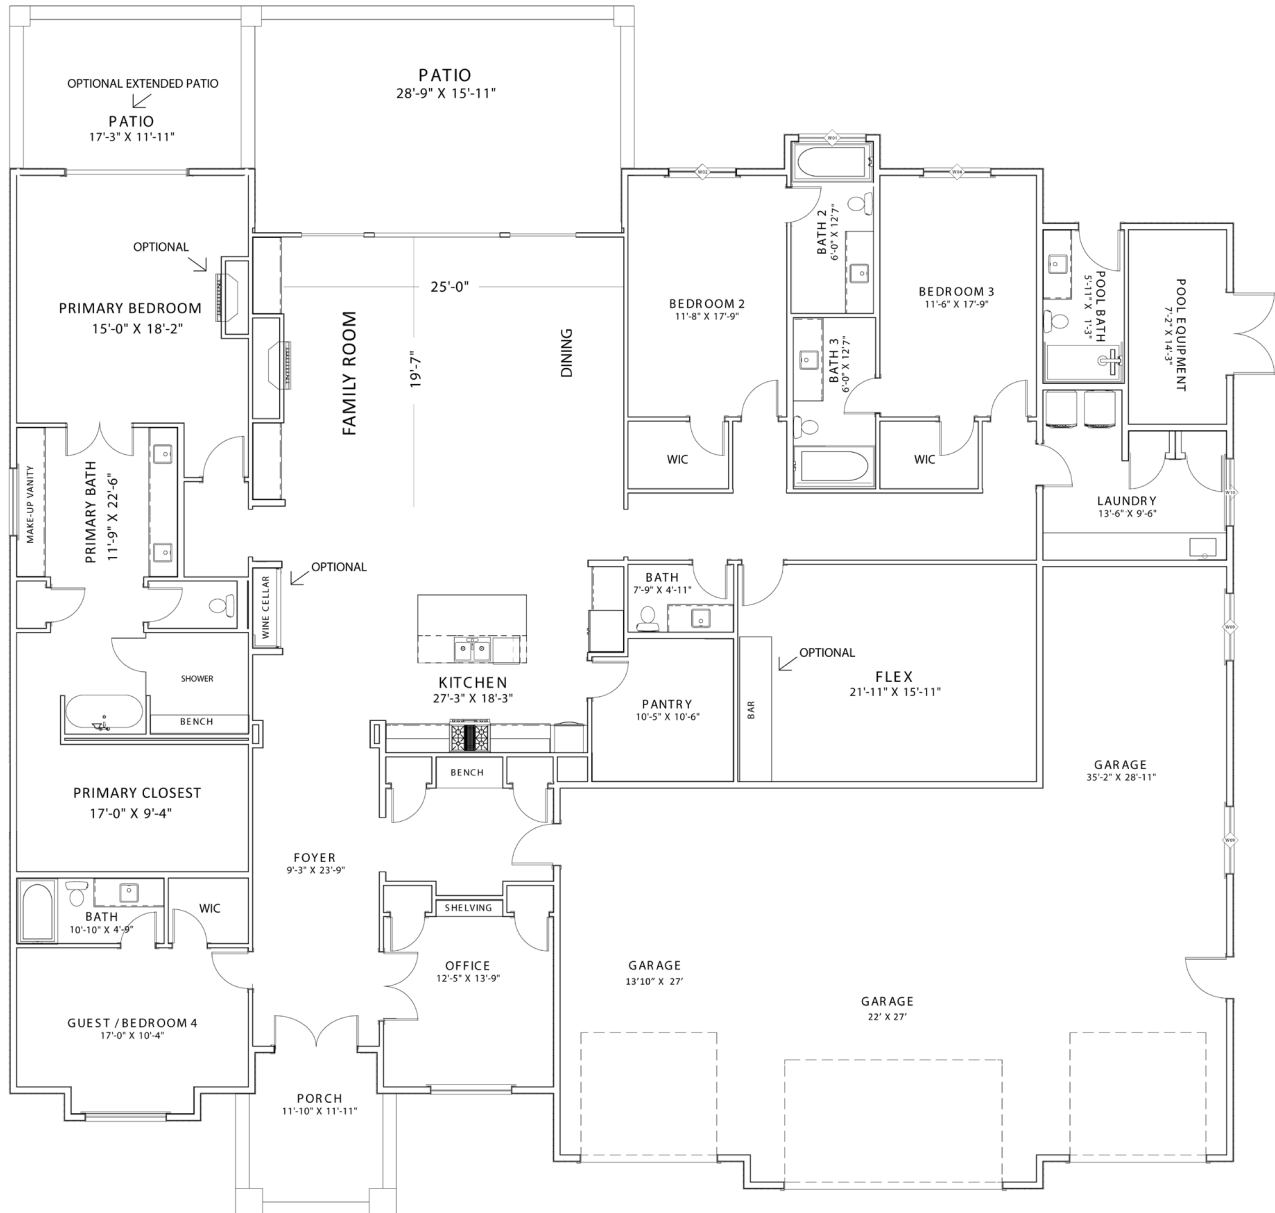 OPTIONAL EXTENDED PATIO
PATIO
17'-3" X 11'-11"
PATIO
28'-9" X 15'-11"
OPTIONAL
PRIMARY BEDROOM
15'-0" X 18'-2"
25'-0"
FAMILY ROOM
19'-7"
DINING
W02
BEDROOM 2
11'-8" X 17'-9"
W01
BATH 2
6'-0" X 12'7"
BATH 3
6'-0" X 12'7"
W04
BEDROOM 3
11'-6" X 17'-9"
POOL BATH
5'-11" X 1'-3"
POOL EQUIPMENT
7'-2" X 14'-3"
WIC
WIC
MAKE-UP VANITY
PRIMARY BATH
11'-9" X 22'-6"
LAUNDRY
13'-6" X 9'-6"
WINE CELLAR
OPTIONAL
BATH
7'-9" X 4'-11"
SHOWER
BENCH
KITCHEN
27'-3" X 18'-3"
PANTRY
10'-5" X 10'-6"
OPTIONAL
BAR
FLEX
21'-11" X 15'-11"
W09
GARAGE
35'-2" X 28'-11"
PRIMARY CLOSEST
17'-0" X 9'-4"
BENCH
FOYER
9'-3" X 23'-9"
W09
BATH
10'-10" X 4'-9"
WIC
SHELVING
OFFICE
12'-5" X 13'-9"
GARAGE
13'10" X 27'
GARAGE
22' X 27'
GUEST /BEDROOM 4
17'-0" X 10'-4"
PORCH
11'-10" X 11'-11"